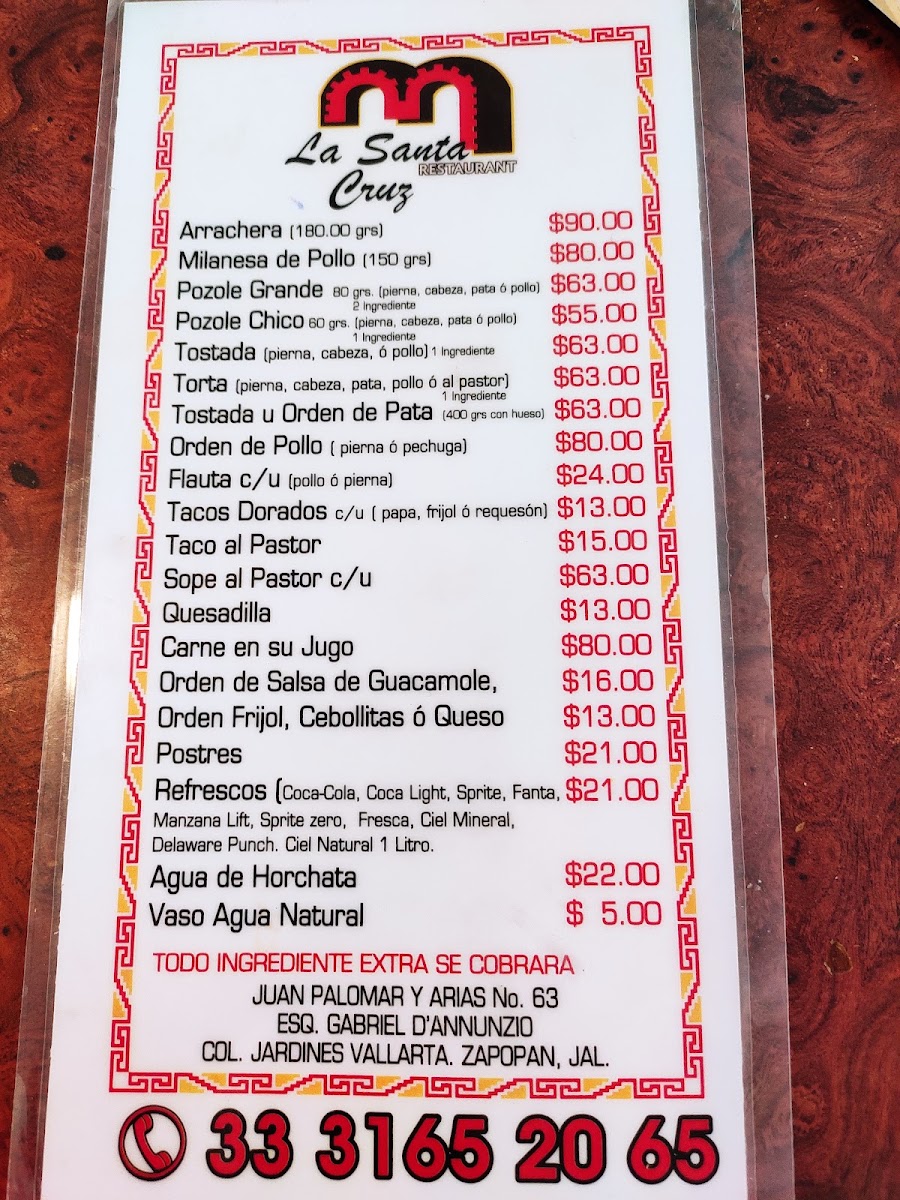 La Santa
RESTAURANT
Cruz
Arrachera (180.00 grs) $90.00
Milanesa de Pollo (150 grs) $80.00
Pozole Grande 80 grs. (pierna, cabeza, pata ó pollo) $63.00
2 Ingrediente
Pozole Chico 60 grs. (pierna, cabeza, pata ó pollo) $55.00
1 Ingrediente
Tostada (pierna, cabeza, ó pollo) 1 Ingrediente $63.00
Torta (pierna, cabeza, pata, pollo ó al pastor) $63.00
1 Ingrediente
Tostada u Orden de Pata (400 grs con hueso) $63.00
Orden de Pollo ( pierna ó pechuga) $80.00
Flauta c/u (pollo ó pierna) $24.00
Tacos Dorados c/u ( papa, frijol ó requesón) $13.00
Taco al Pastor $15.00
Sope al Pastor c/u $63.00
Quesadilla $13.00
Carne en su Jugo $80.00
Orden de Salsa de Guacamole, $16.00
Orden Frijol, Cebollitas ó Queso $13.00
Postres $21.00
Refrescos (Coca-Cola, Coca Light, Sprite, Fanta, $21.00
Manzana Lift, Sprite zero, Fresca, Ciel Mineral,
Delaware Punch. Ciel Natural 1 Litro.
Agua de Horchata $22.00
Vaso Agua Natural $ 5.00
TODO INGREDIENTE EXTRA SE COBRARA
JUAN PALOMAR Y ARIAS No. 63
ESQ. GABRIEL D'ANNUNZIO
COL. JARDINES VALLARTA. ZAPOPAN, JAL.
33 3165 20 65